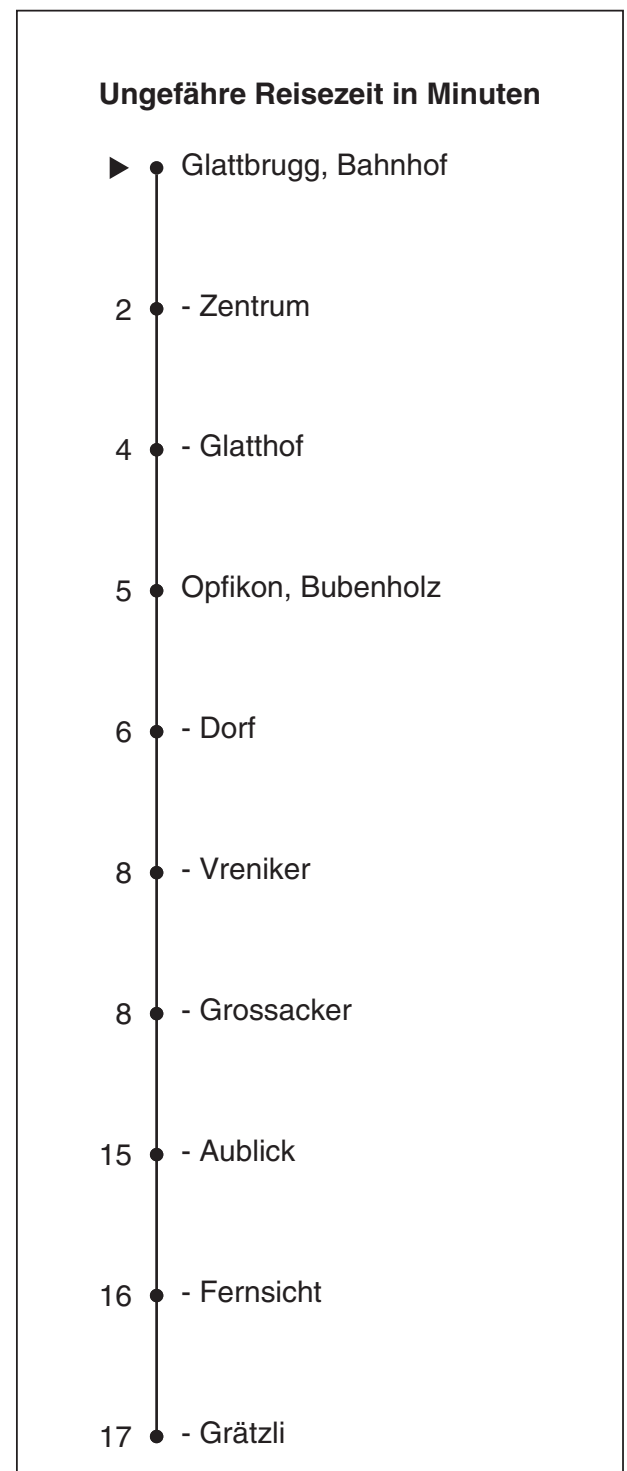 Ungefähre Reisezeit in Minuten
Glattbrugg, Bahnhof
2 - Zentrum
4 - Glatthof
5 Opfikon, Bubenholz
6 - Dorf
8 - Vreniker
8 - Grossacker
15 - Aublick
16 - Fernsicht
17 - Grätzli